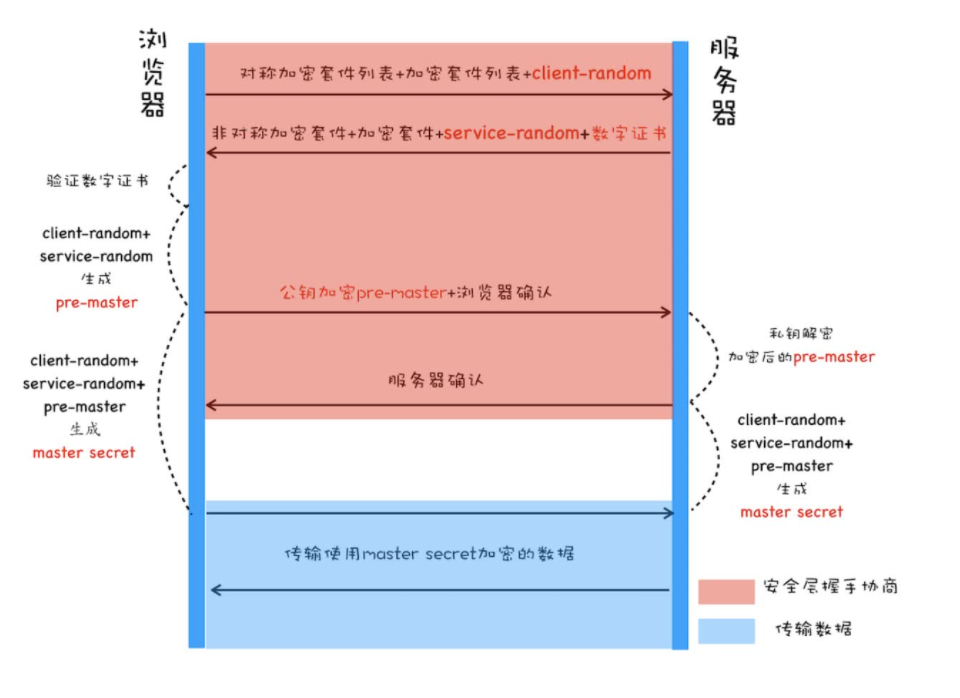 浏览器
服务器
对称加密套件列表+加密套件列表+client-random
非对称加密套件+加密套件+service-random+数字证书
验证数字证书
client-random+
service-random
生成
pre-master
公钥加密pre-master+浏览器确认
私钥解密
加密后的pre-master
client-random+
service-random+
pre-master
生成
master secret
服务器确认
client-random+
service-random+
pre-master
生成
master secret
传输使用master secret加密的数据
安全层握手协商
传输数据